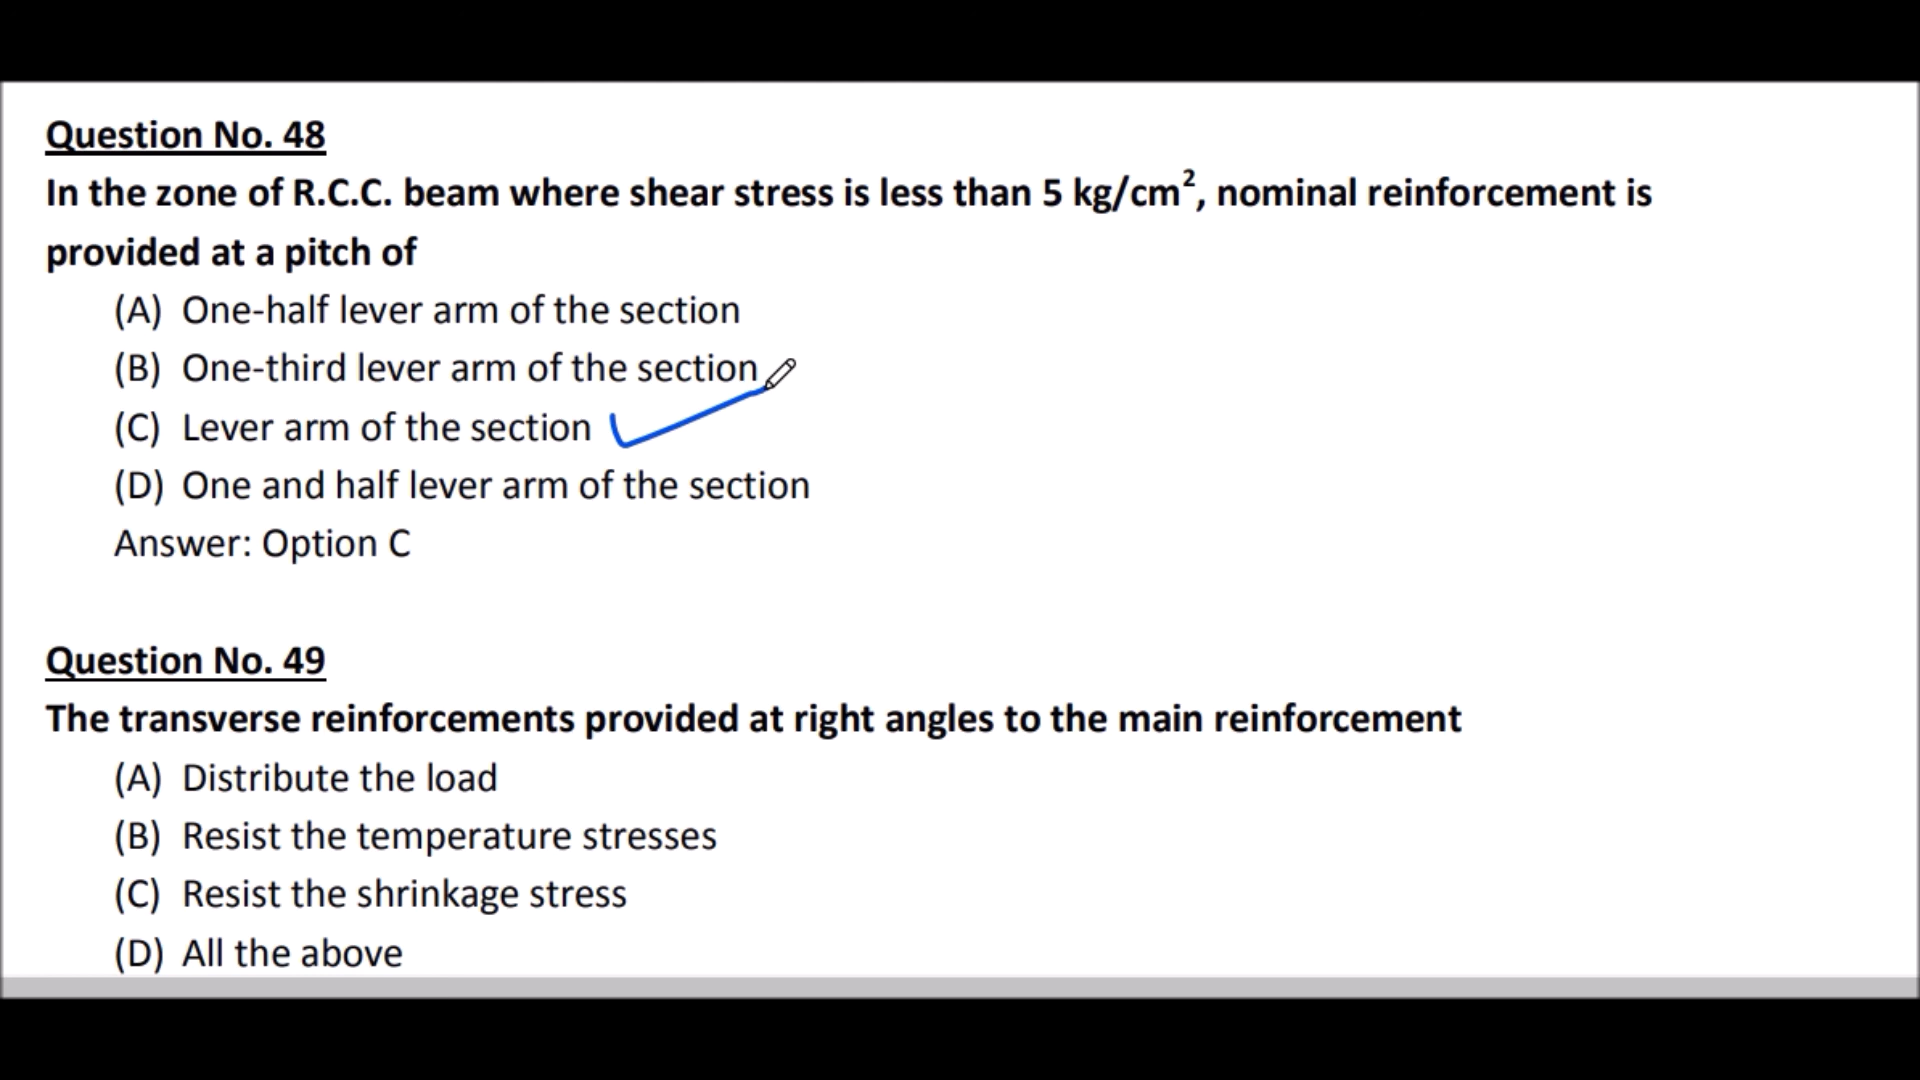 Question No. 48
In the zone of R.C.C. beam where shear stress is less than 5 kg/cm², nominal reinforcement is
provided at a pitch of
(A) One-half lever arm of the section
(B) One-third lever arm of the section
(C) Lever arm of the section
(D) One and half lever arm of the section
Answer: Option C
Question No. 49
The transverse reinforcements provided at right angles to the main reinforcement
(A) Distribute the load
(B) Resist the temperature stresses
(C) Resist the shrinkage stress
(D) All the above